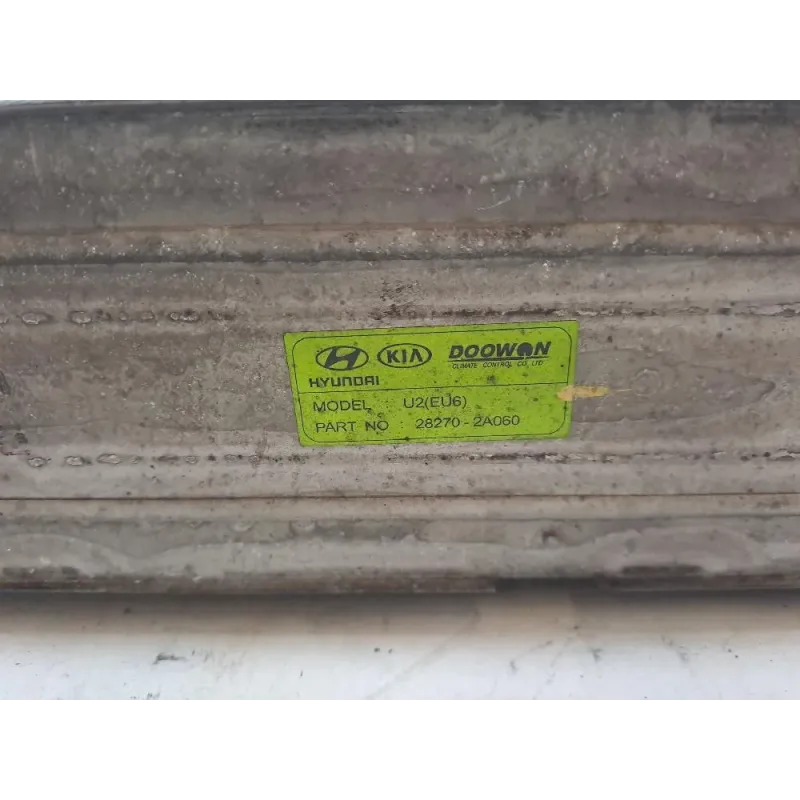 HYUNDAI KIA DOOWON
CLIMATE CONTROL CO., LTD
MODEL : U2(EU6)
PART NO : 28270-2A060